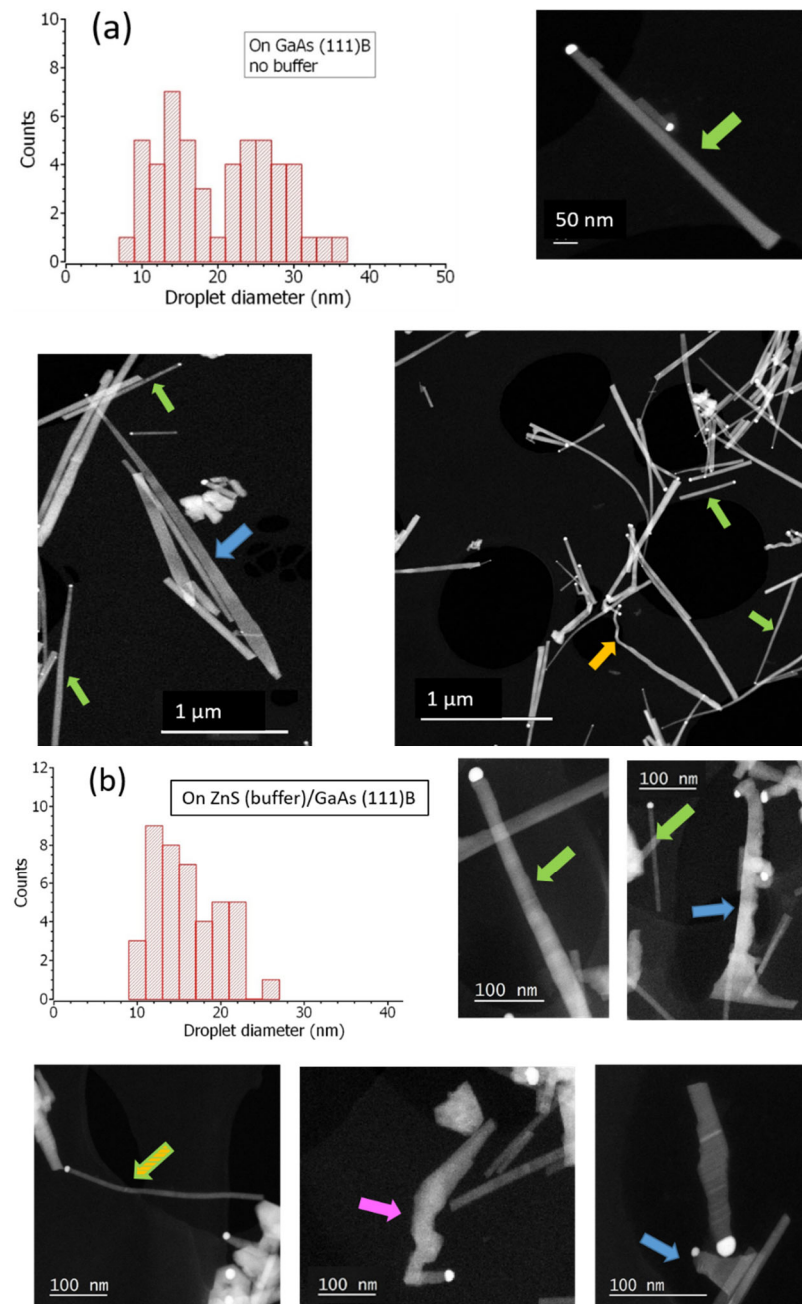 (a)
On GaAs (111)B
no buffer
10
8
6
4
2
0
Counts
0 10 20 30 40 50
Droplet diameter (nm)
50 nm
1 µm
1 µm
(b)
On ZnS (buffer)/GaAs (111)B
12
10
8
6
4
2
0
Counts
0 10 20 30 40
Droplet diameter (nm)
100 nm
100 nm
100 nm
100 nm
100 nm